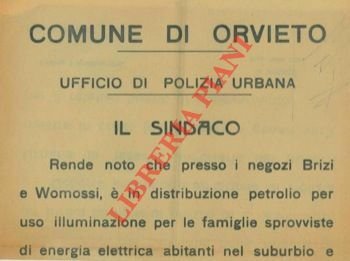 COMUNE DI ORVIETO
UFFICIO DI POLIZIA URBANA
IL SINDACO
Rende noto che presso i negozi Brizi
e Womossi, è in distribuzione petrolio per
uso illuminazione per le famiglie sprovviste
di energia elettrica abitanti nel suburbio e
LIBRERIA PIANI